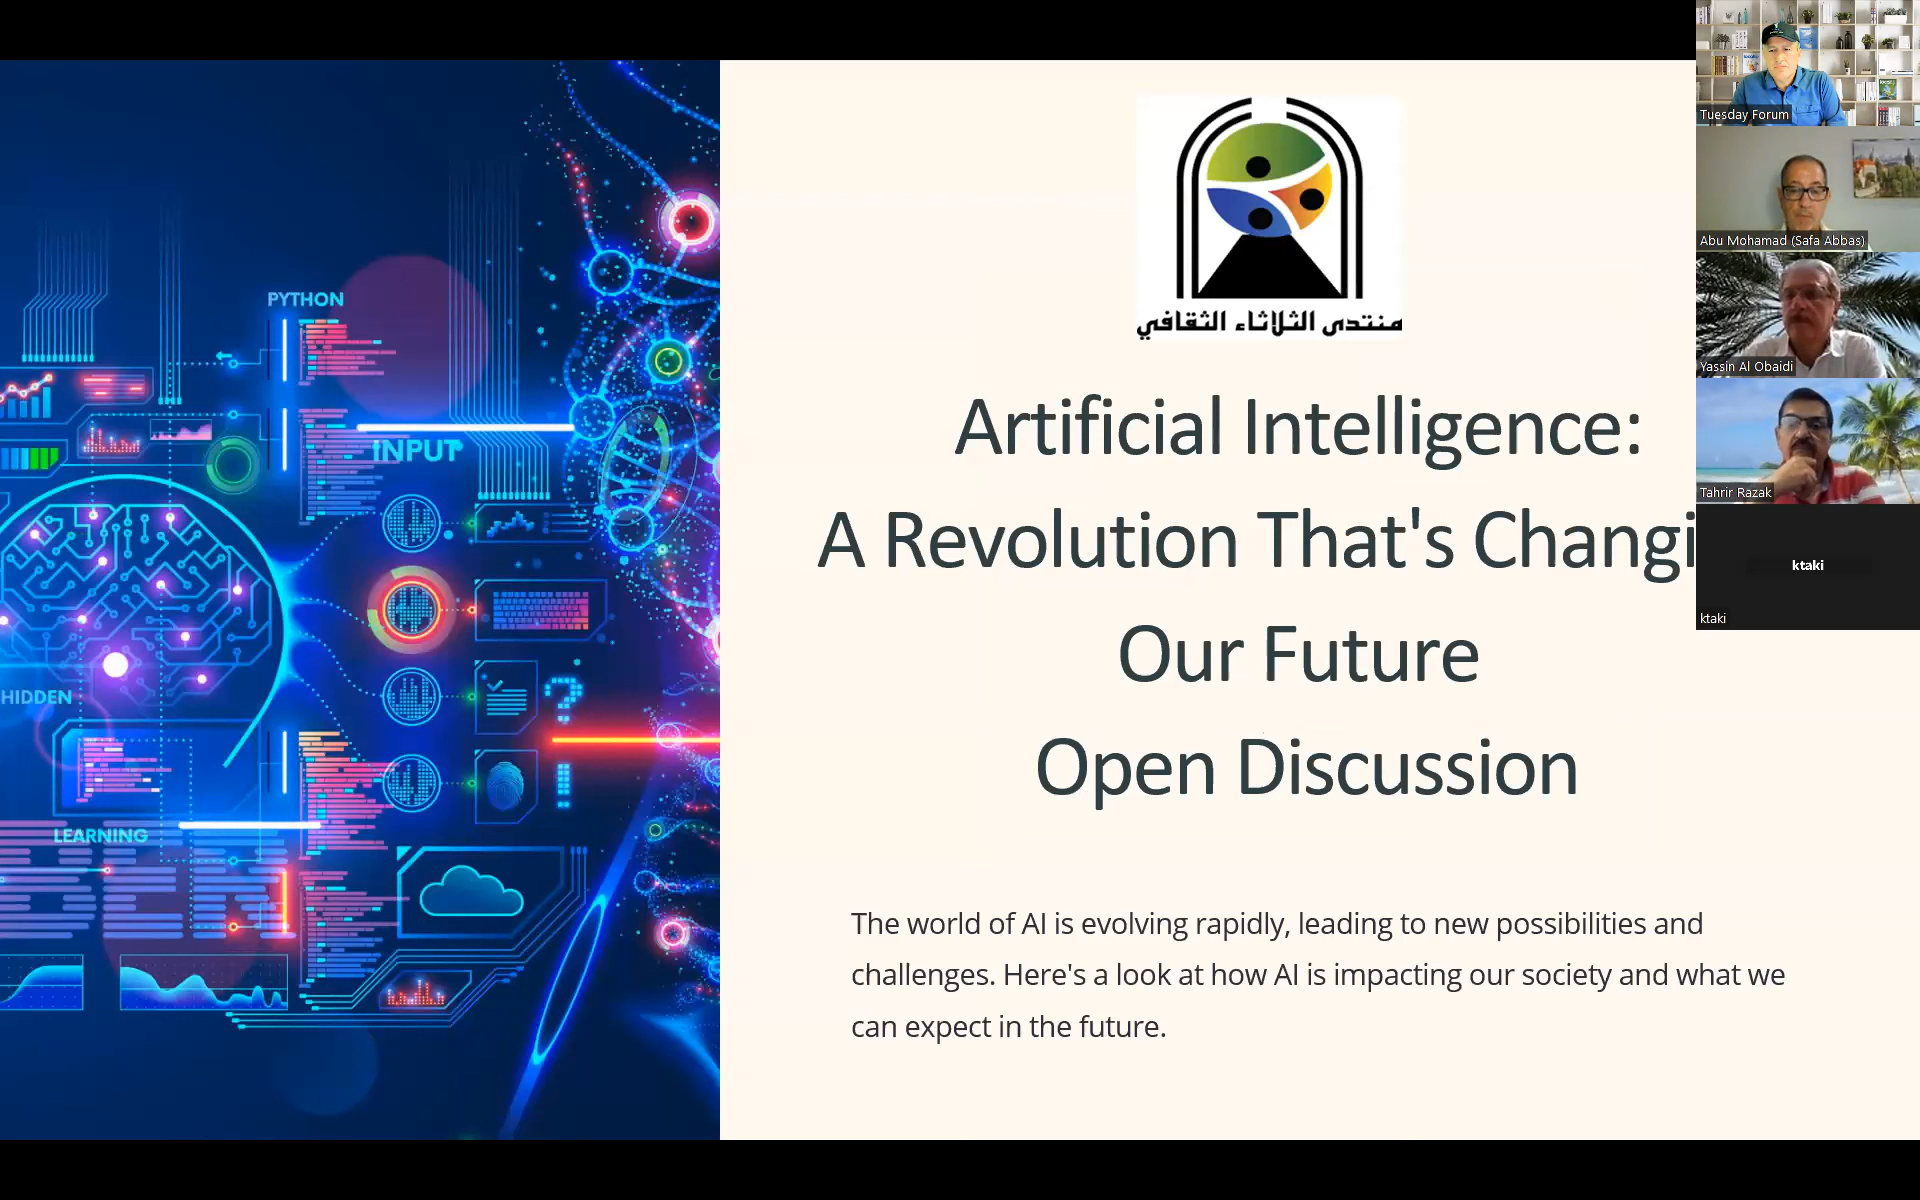 PYTHON
INPUT
HIDDEN
LEARNING
منتدى الثلاثاء الثقافي
Artificial Intelligence:
A Revolution That's Changi
Our Future
Open Discussion
The world of AI is evolving rapidly, leading to new possibilities and
challenges. Here's a look at how AI is impacting our society and what we
can expect in the future.
Tuesday Forum
Abu Mohamad (Safa Abbas)
Yassin Al Obaidi
Tahrir Razak
ktaki
ktaki